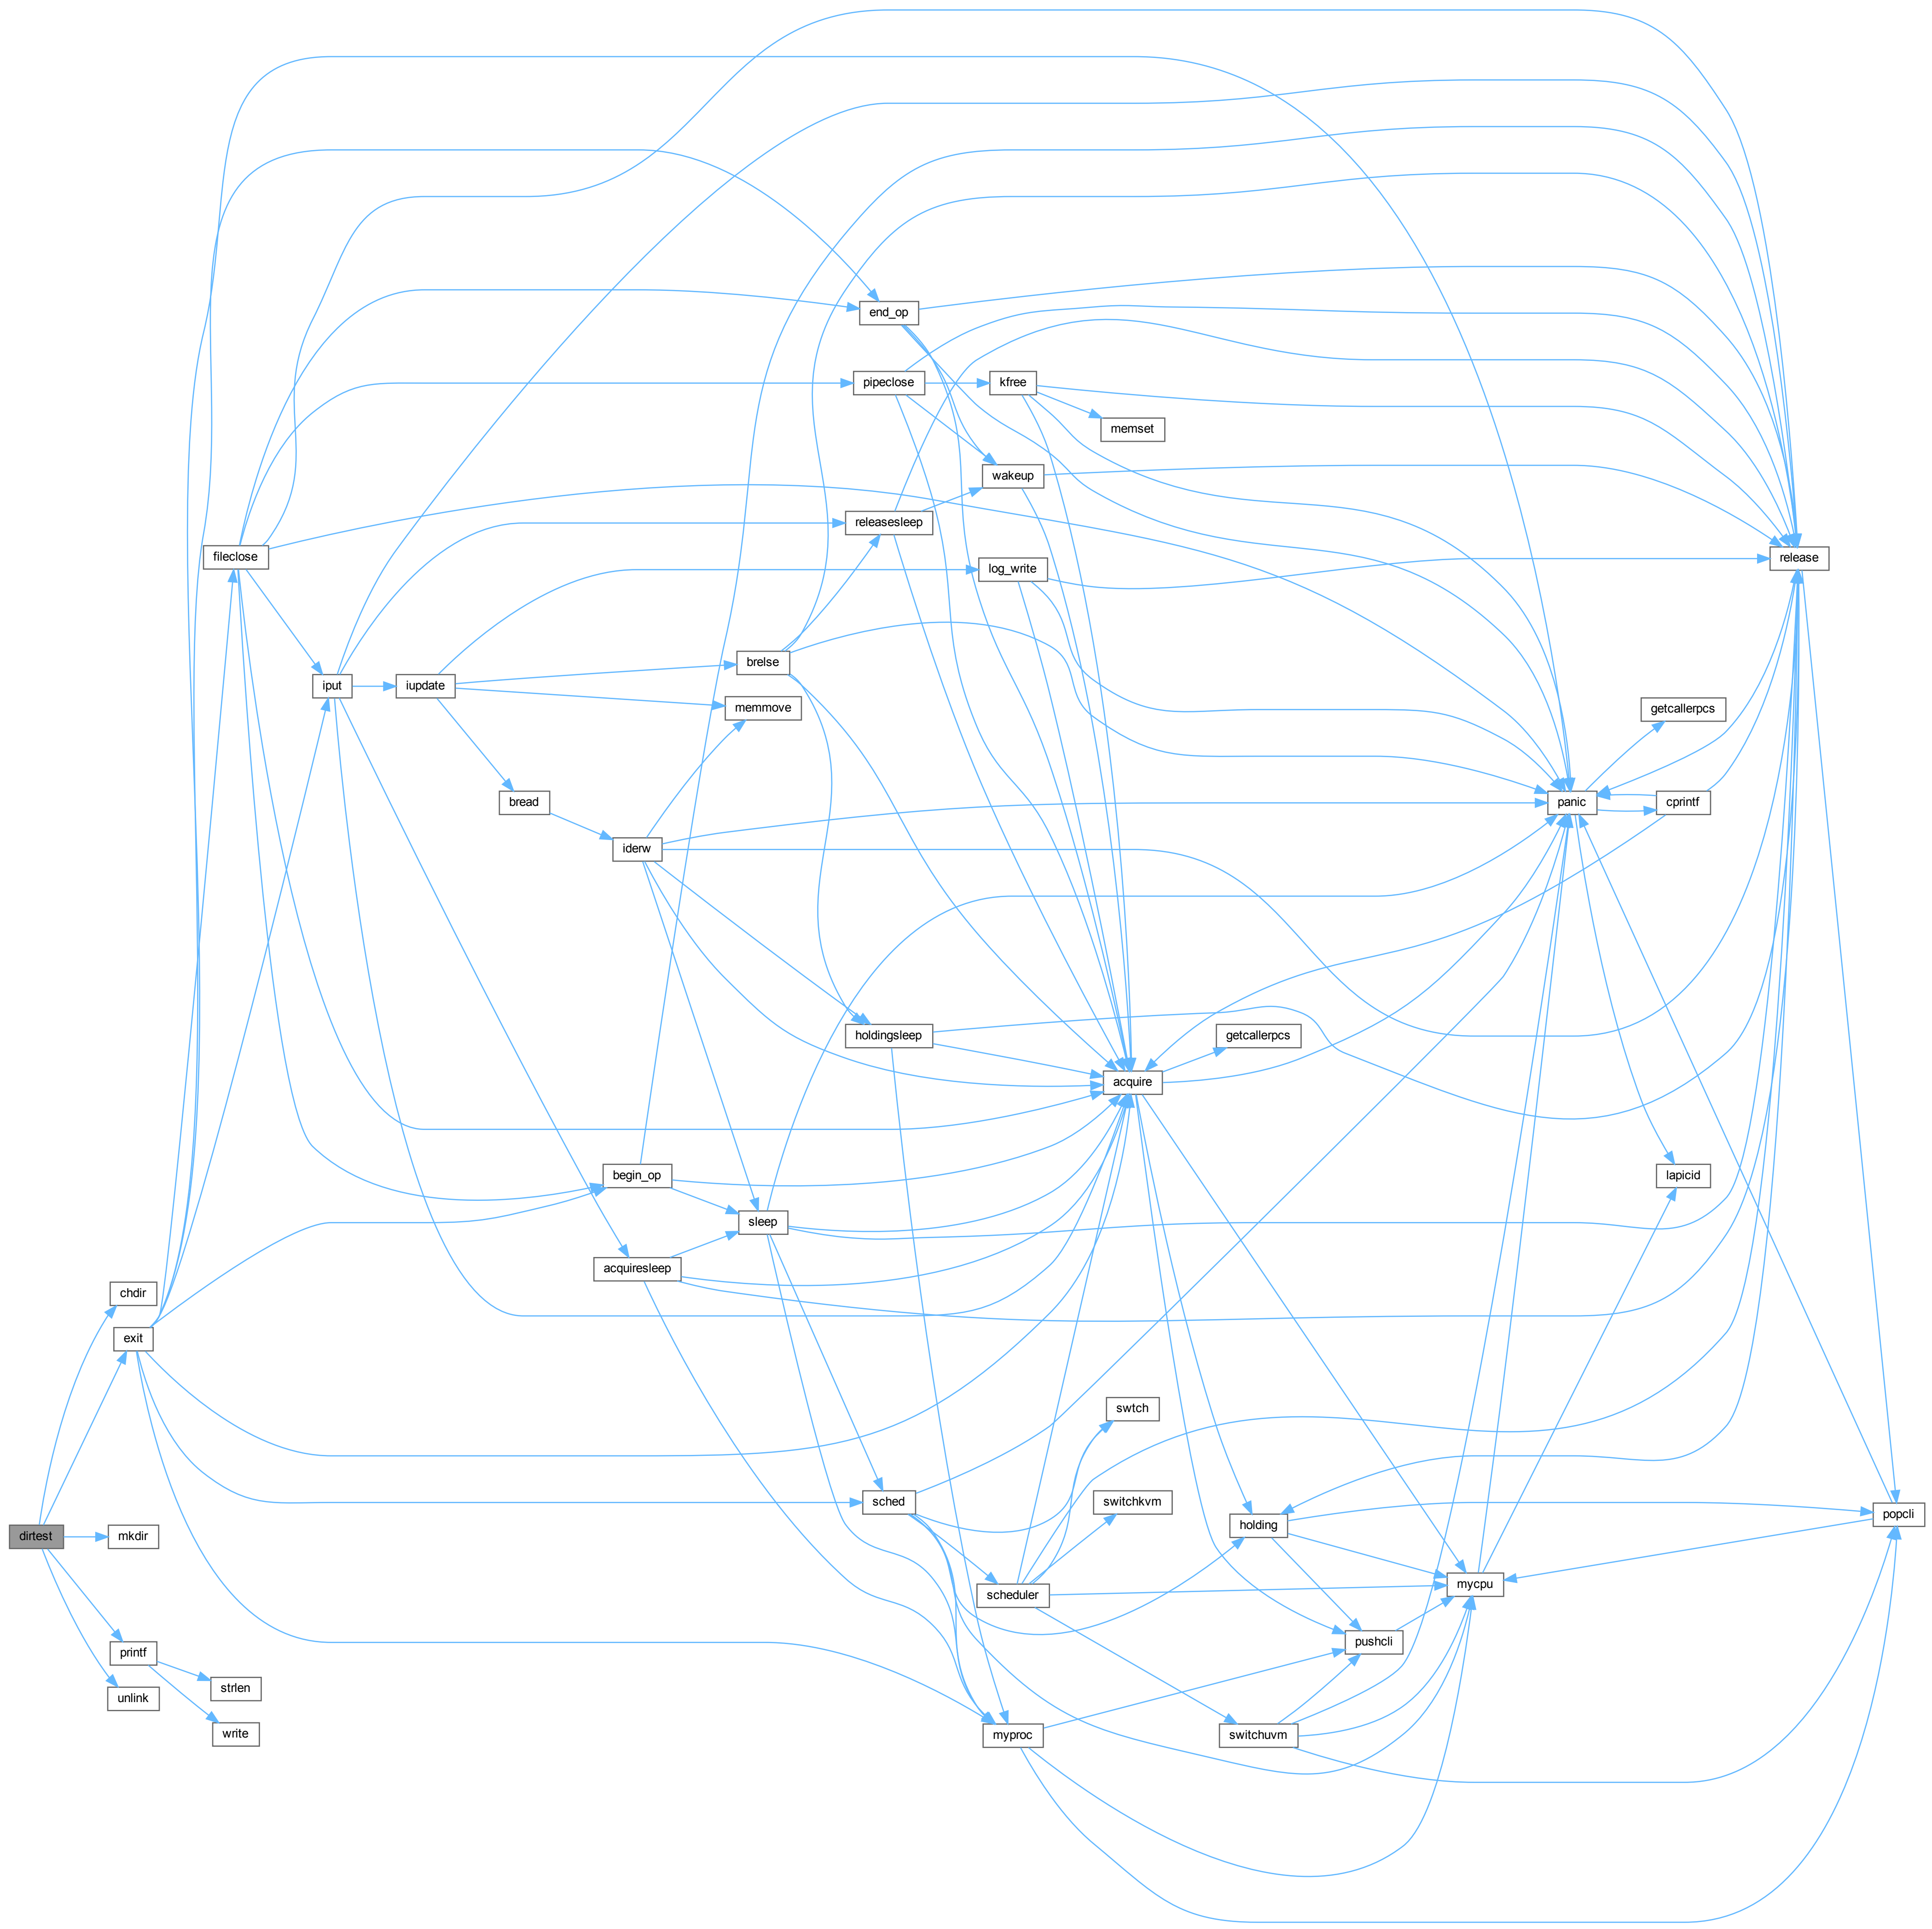 end_op
pipeclose
kfree
memset
wakeup
releasesleep
fileclose
log_write
release
brelse
iput
iupdate
memmove
getcallerpcs
bread
panic
cprintf
iderw
holdingsleep
getcallerpcs
acquire
begin_op
lapicid
sleep
acquiresleep
chdir
exit
swtch
sched
switchkvm
popcli
holding
dirtest
mkdir
mycpu
scheduler
pushcli
printf
strlen
unlink
write
myproc
switchuvm